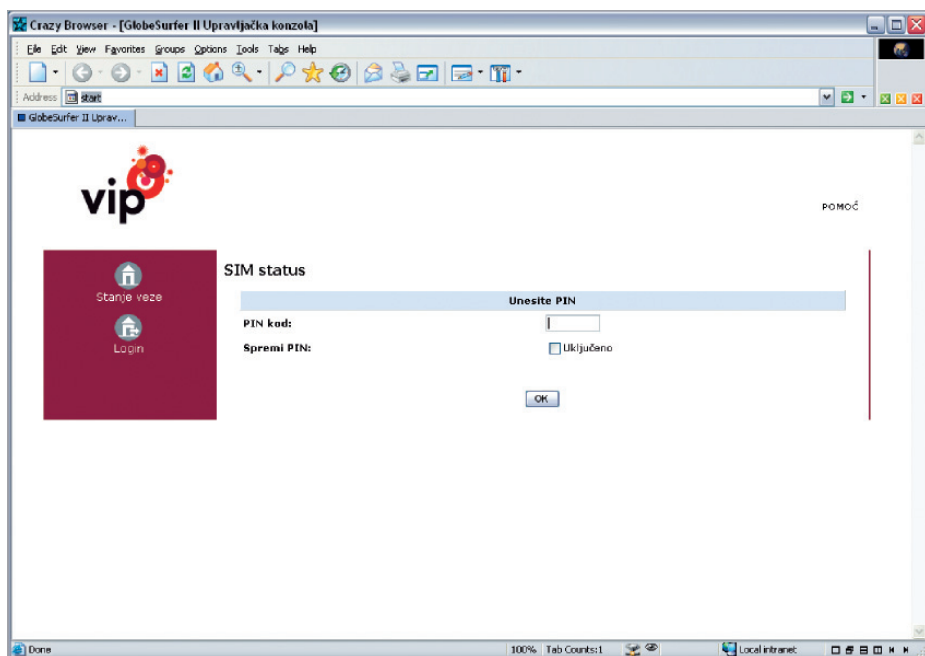 Crazy Browser - [GlobeSurfer II Upravljačka konzola]
File Edit View Favorites Groups Options Tools Tabs Help
Address start
GlobeSurfer II Uprav...
vip
POMOĆ
SIM status
Stanje veze
Login
Unesite PIN
PIN kod:
Spremi PIN: Uključeno
OK
Done 100% Tab Counts:1 Local intranet